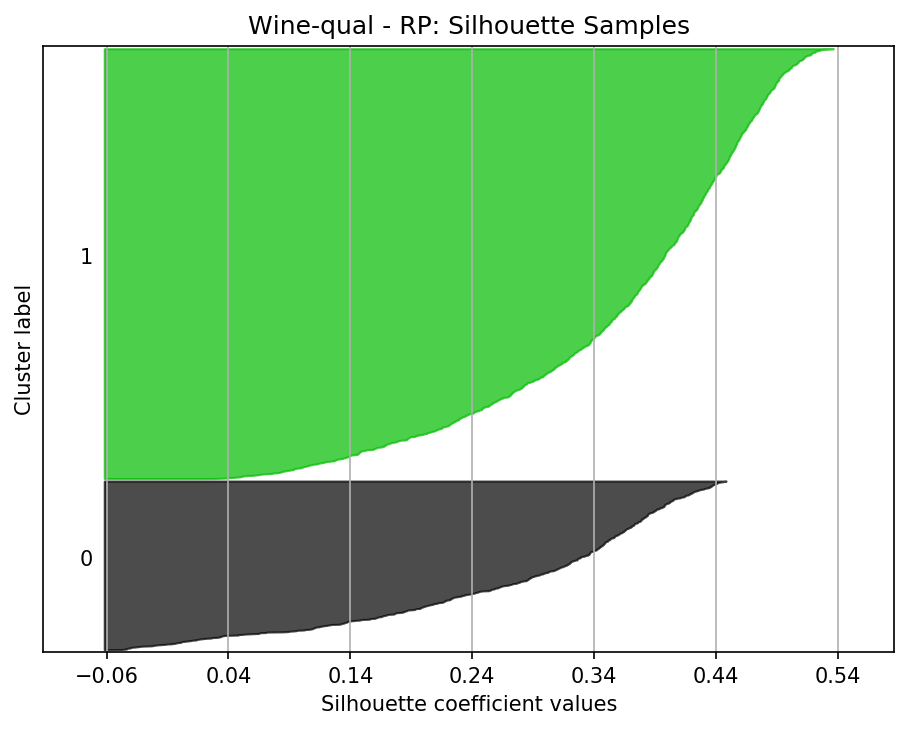 Wine-qual - RP: Silhouette Samples
Cluster label
1
0
−0.06 0.04 0.14 0.24 0.34 0.44 0.54
Silhouette coefficient values